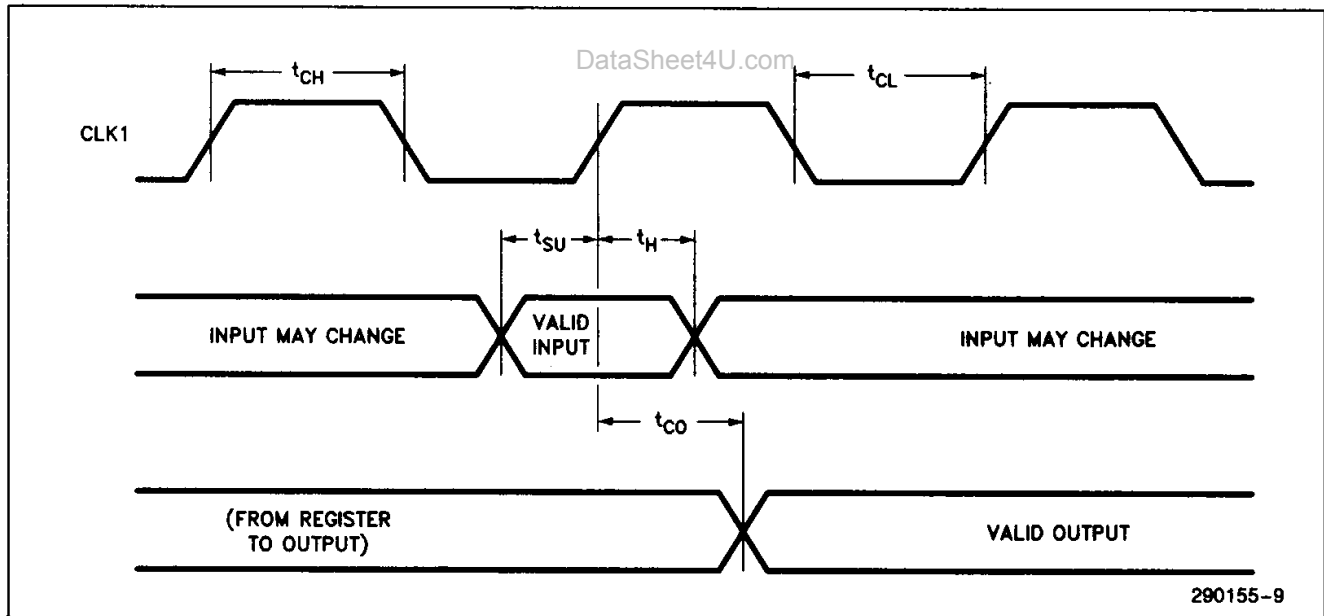 DataSheet4U.com
tCH
tCL
CLK1
tSU
tH
INPUT MAY CHANGE
VALID
INPUT
INPUT MAY CHANGE
tCO
(FROM REGISTER
TO OUTPUT)
VALID OUTPUT
290155-9